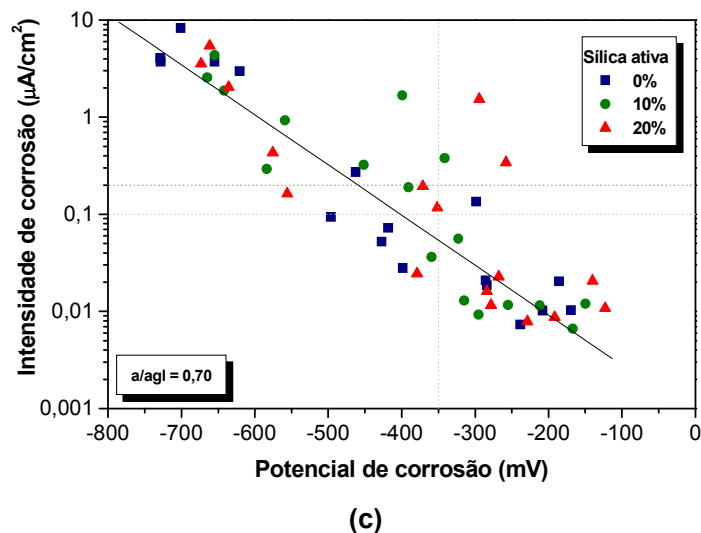 10
1
0,1
0,01
0,001
Intensidade de corrosão (µA/cm²)
Sílica ativa
0%
10%
20%
a/agl = 0,70
-800 -700 -600 -500 -400 -300 -200 -100 0
Potencial de corrosão (mV)
(c)